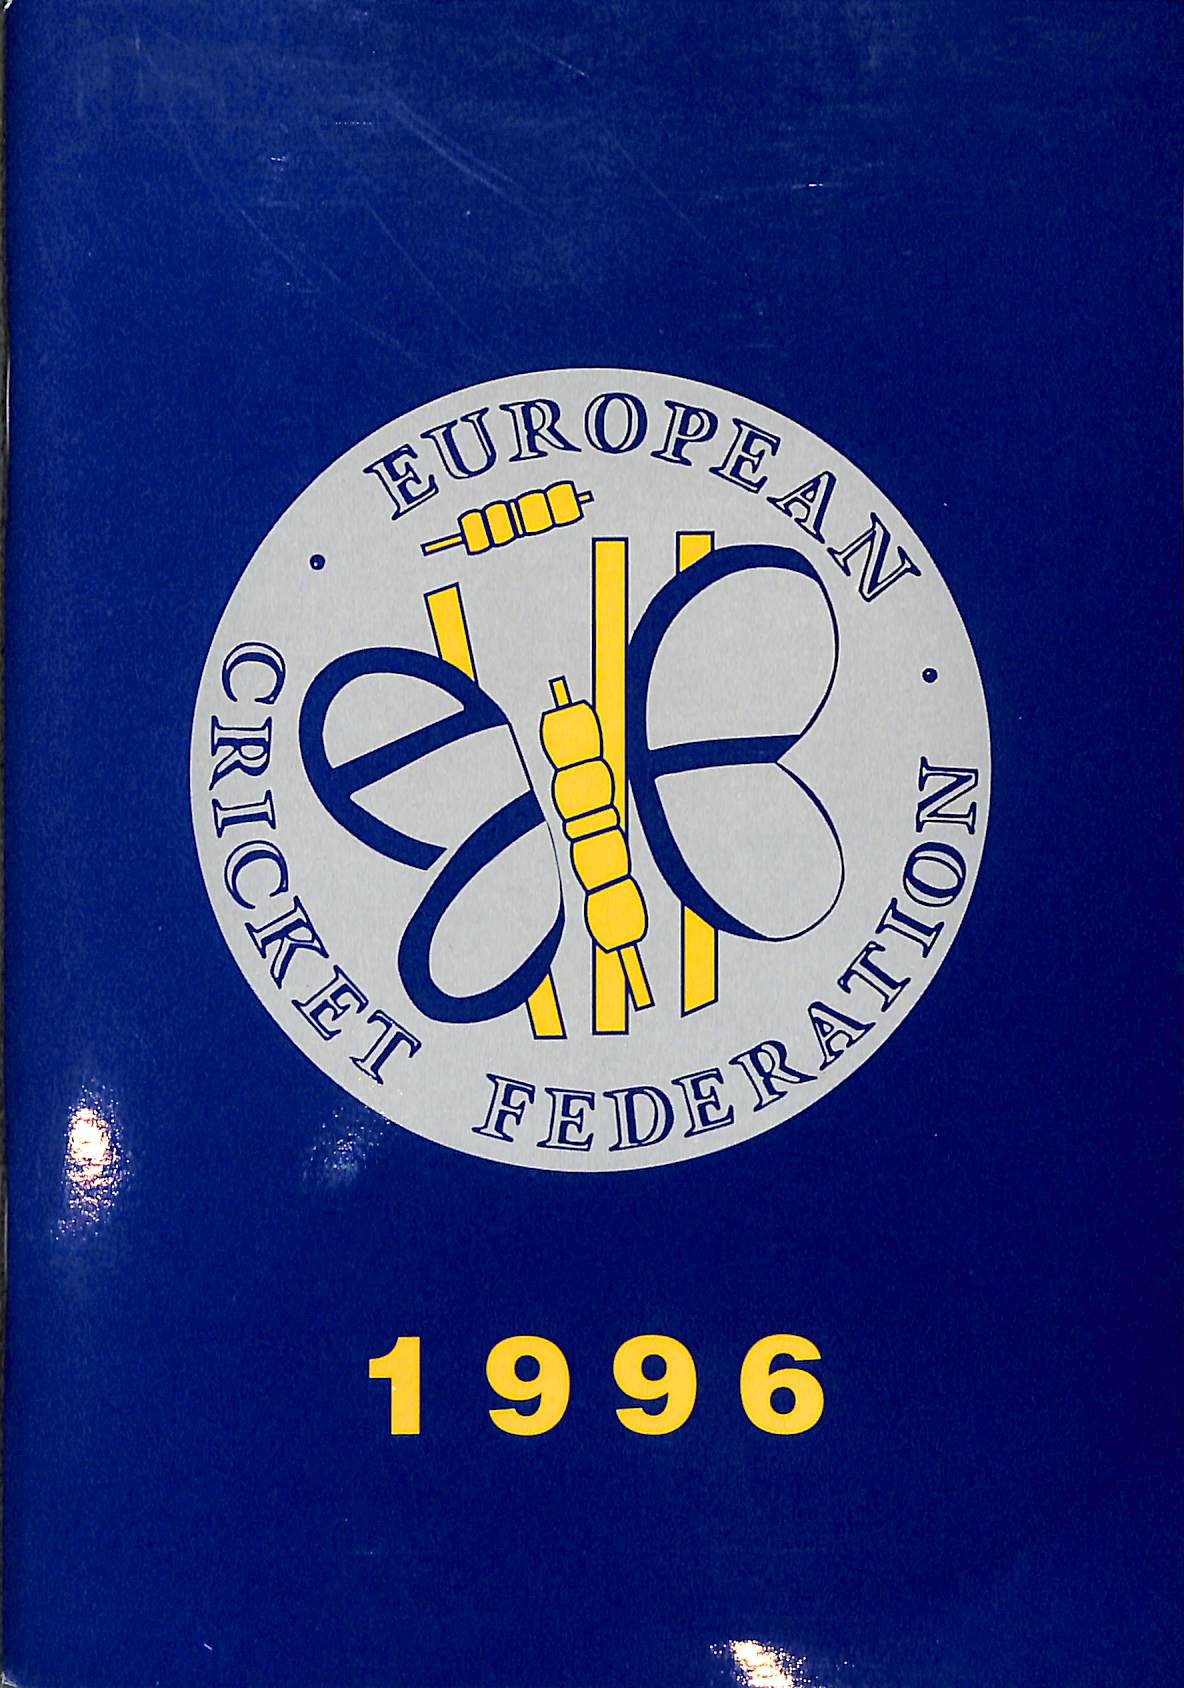 EUROPEAN
CRICKET FEDERATION
1996